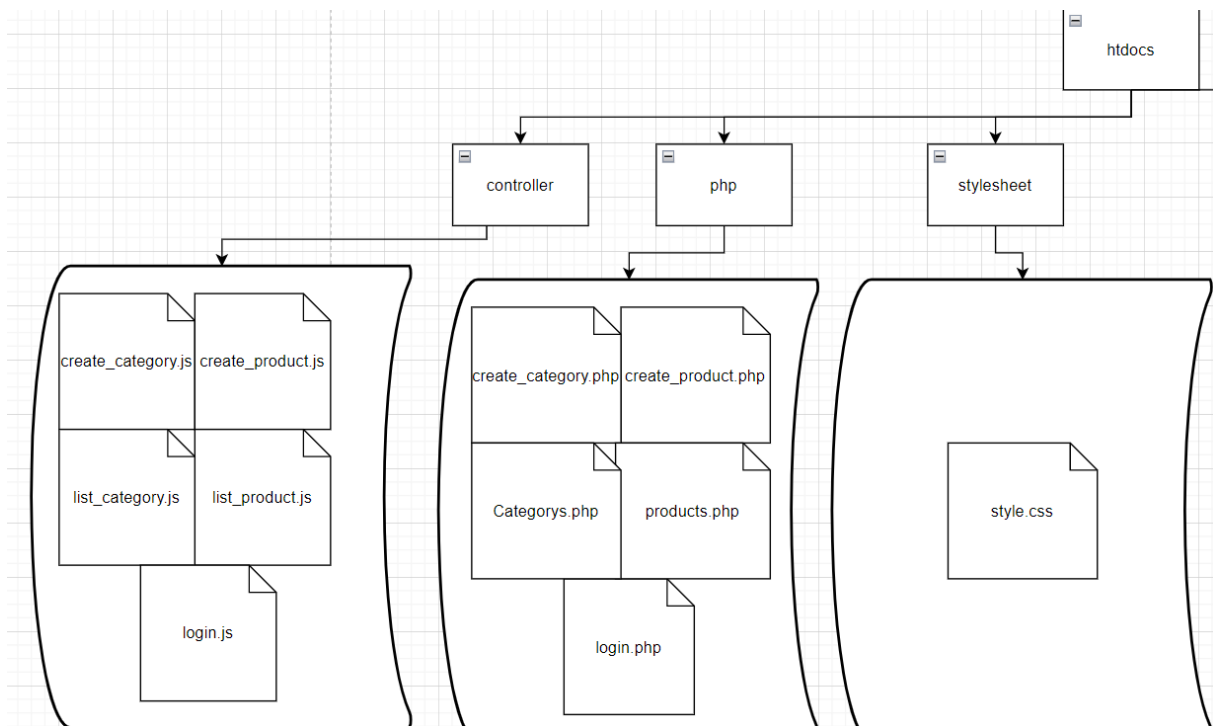 htdocs
controller
php
stylesheet
create_category.js
create_product.js
create_category.php
create_product.php
list_category.js
list_product.js
Categorys.php
products.php
style.css
login.js
login.php